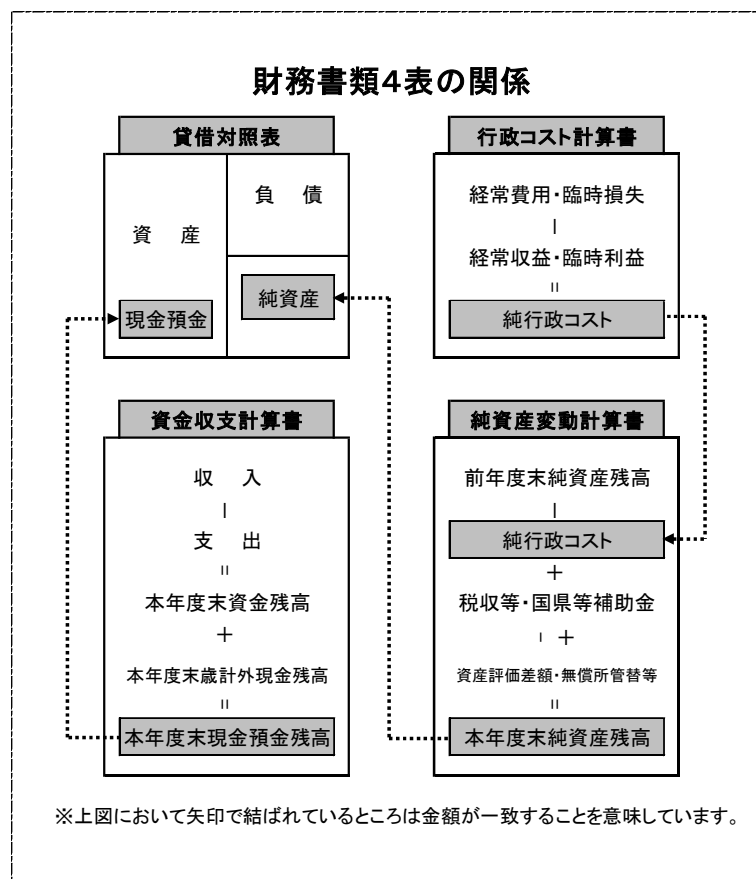 財務書類4表の関係
貸借対照表
負　債
資　産
純資産
現金預金
行政コスト計算書
経常費用・臨時損失
－
経常収益・臨時利益
＝
純行政コスト
資金収支計算書
収　入
－
支　出
＝
本年度末資金残高
＋
本年度末歳計外現金残高
＝
本年度末現金預金残高
純資産変動計算書
前年度末純資産残高
－
純行政コスト
＋
税収等・国県等補助金
－ ＋
資産評価差額・無償所管替等
＝
本年度末純資産残高
※上図において矢印で結ばれているところは金額が一致することを意味しています。